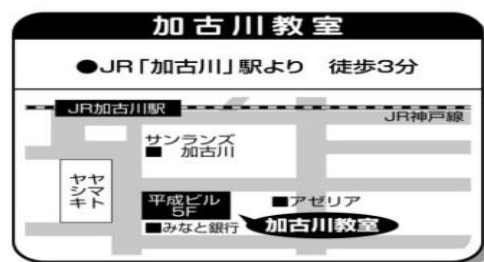 加古川教室
●JR「加古川」駅より 徒歩3分
JR加古川駅
JR神戸線
サンランズ
■ 加古川
ヤマト
ヤシキ
平成ビル
5F
■アゼリア
■みなと銀行
加古川教室